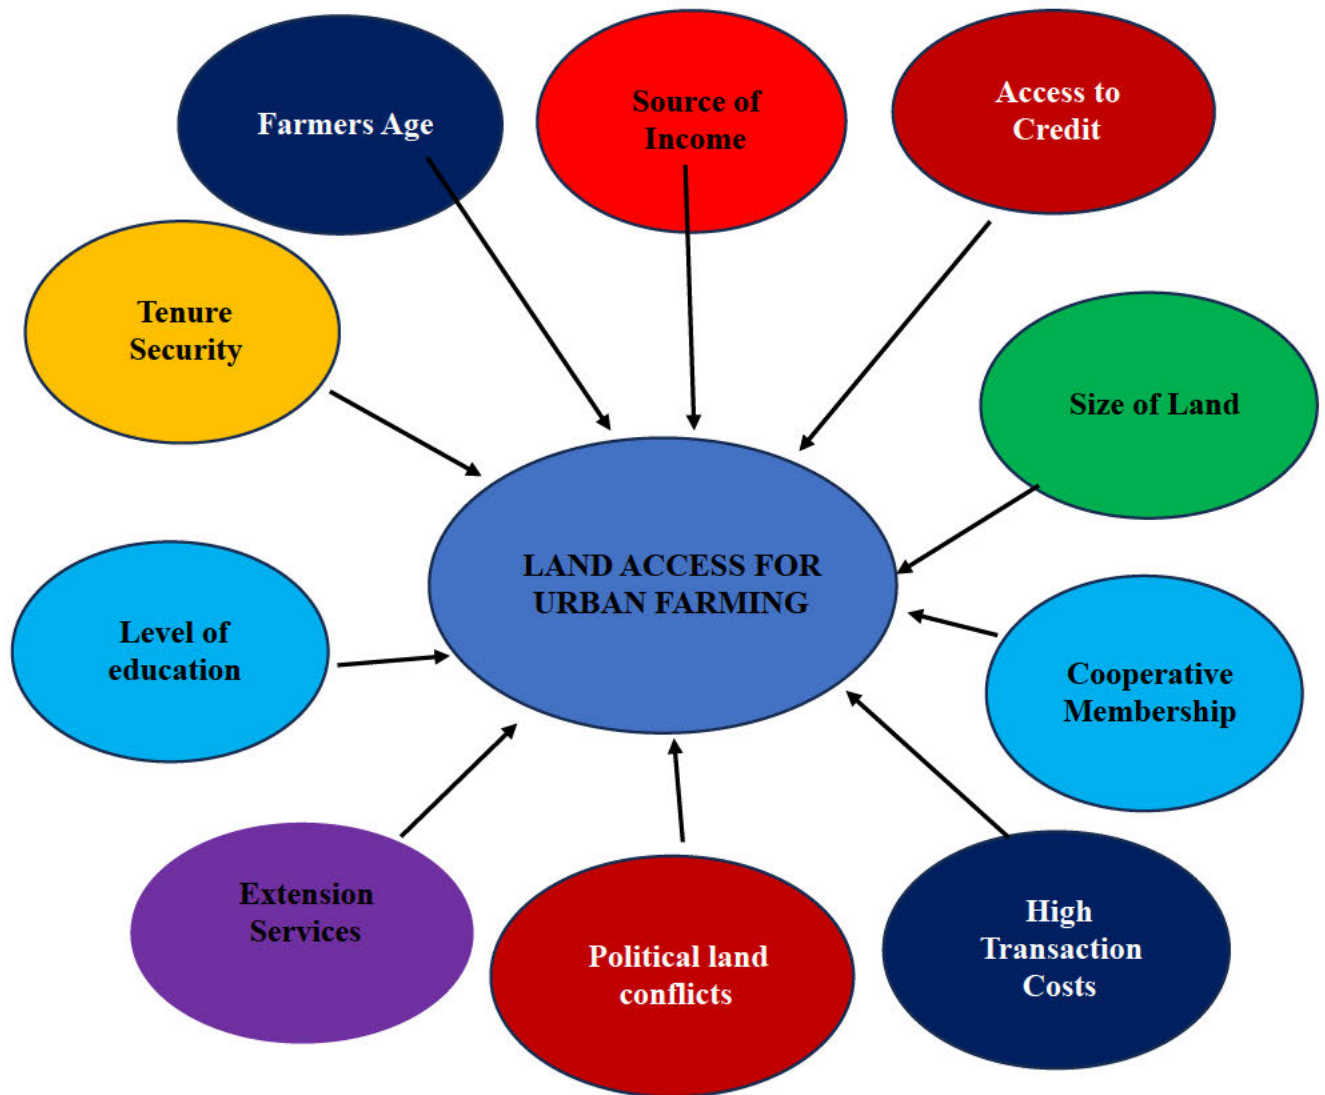 Farmers Age
Source of
Income
Access to
Credit
Tenure
Security
Size of Land
LAND ACCESS FOR
URBAN FARMING
Level of
education
Cooperative
Membership
Extension
Services
Political land
conflicts
High
Transaction
Costs